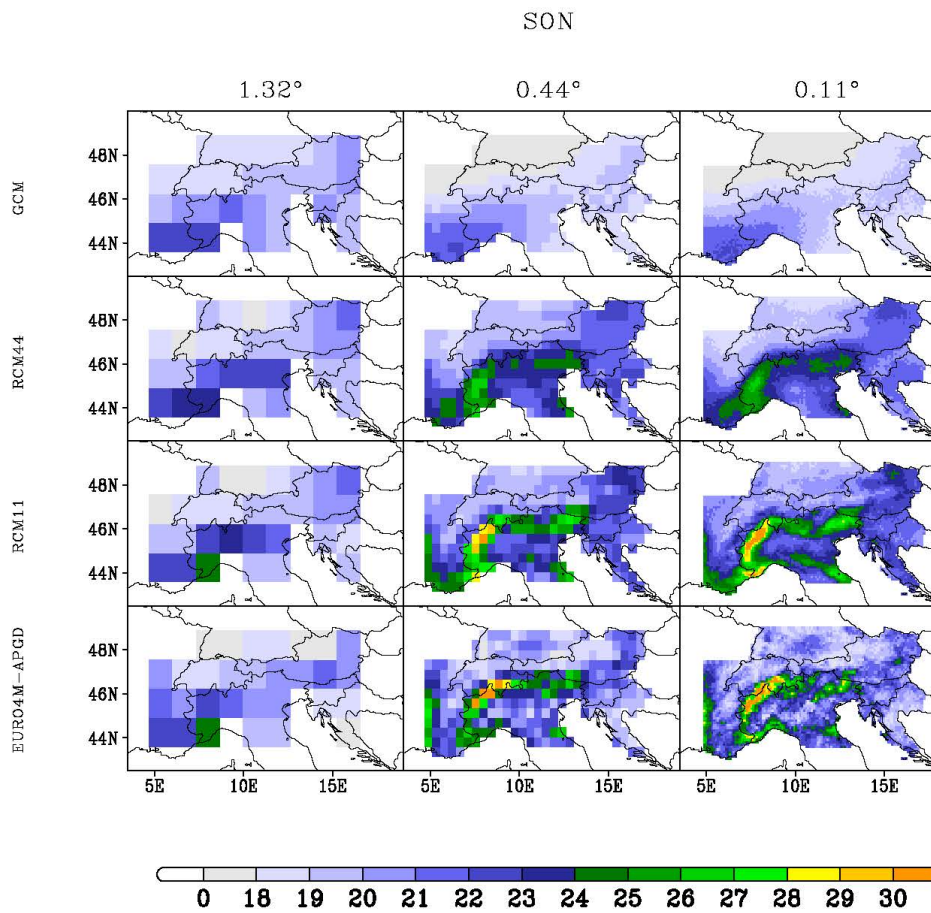 SON
1.32° 0.44° 0.11°
GCM
48N
46N
44N
RCM44
48N
46N
44N
RCM11
48N
46N
44N
EURO4M-APGD
48N
46N
44N
5E 10E 15E 5E 10E 15E 5E 10E 15E
0 18 19 20 21 22 23 24 25 26 27 28 29 30